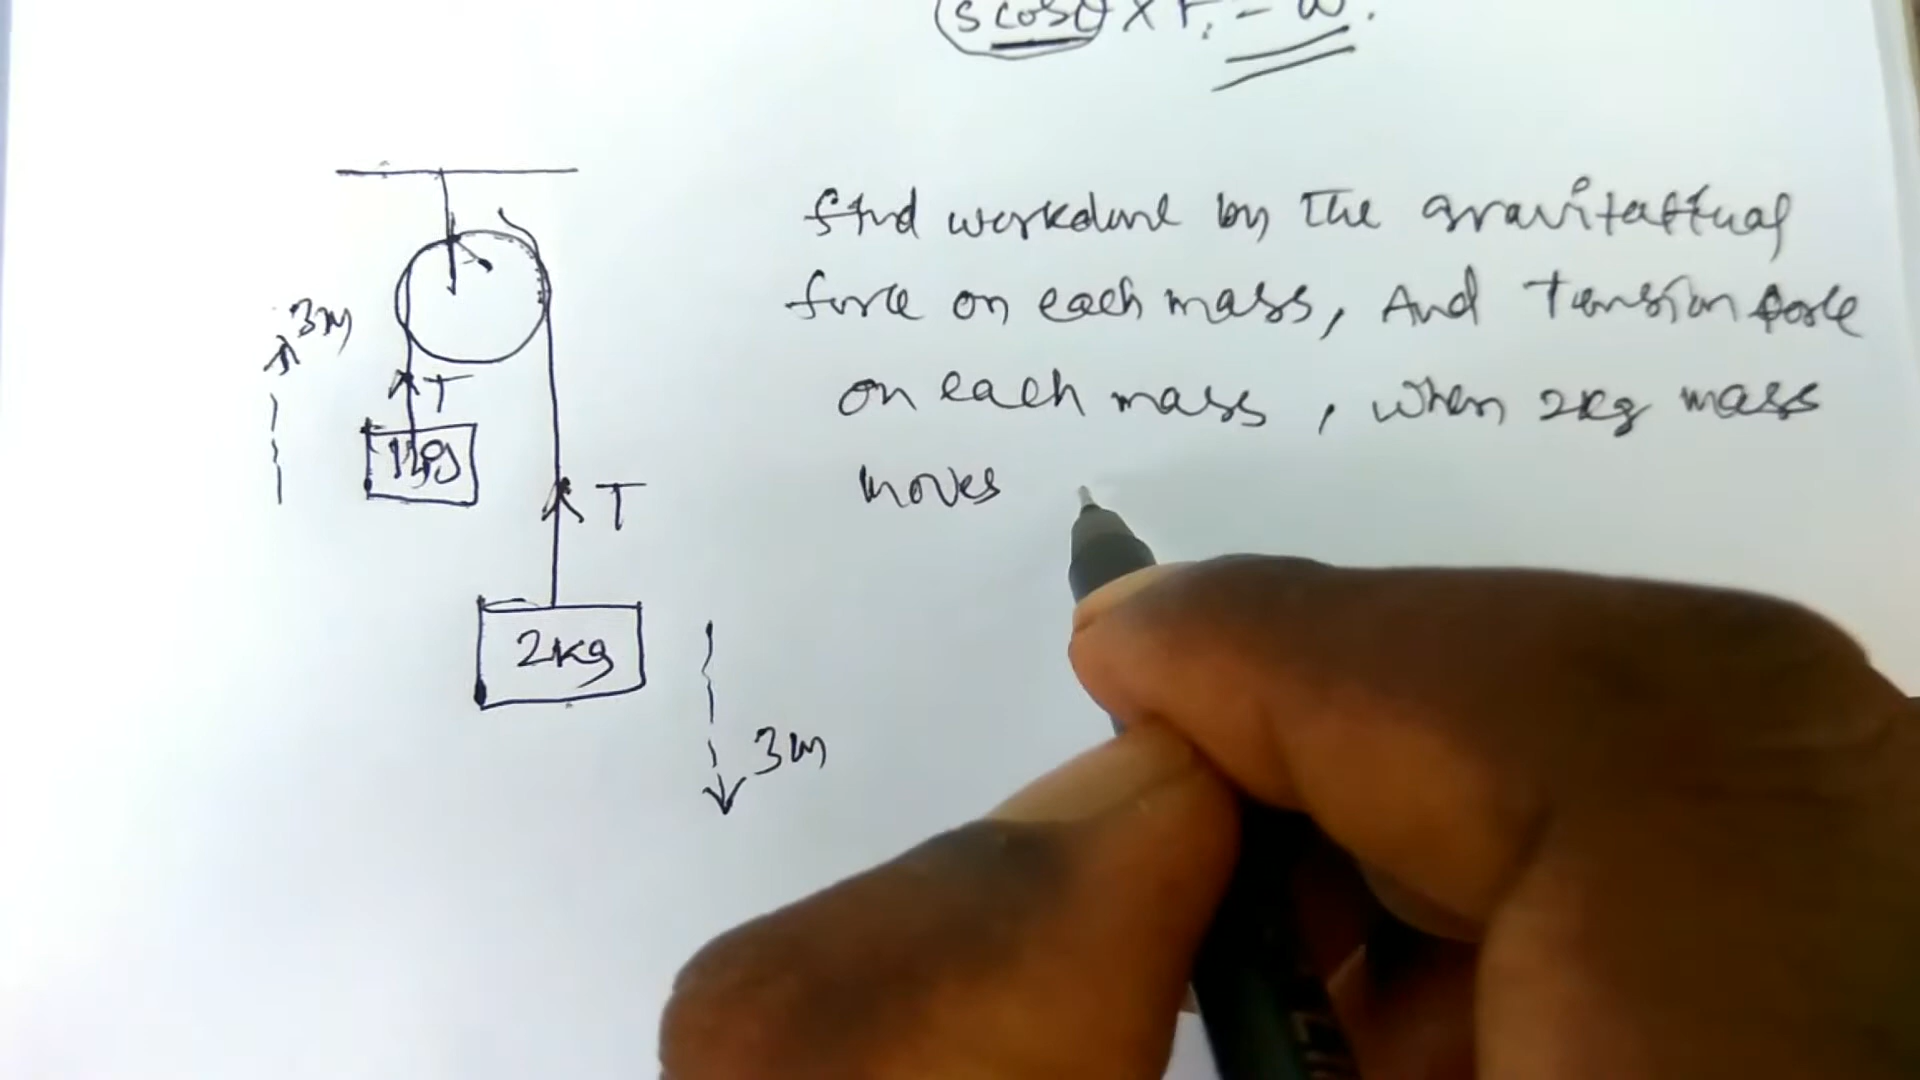 s cosθ × F. = W.
Find workdone by the gravitational
force on each mass, And Tension force
on each mass, when 2kg mass
moves
3m
T
1kg
T
2kg
3m